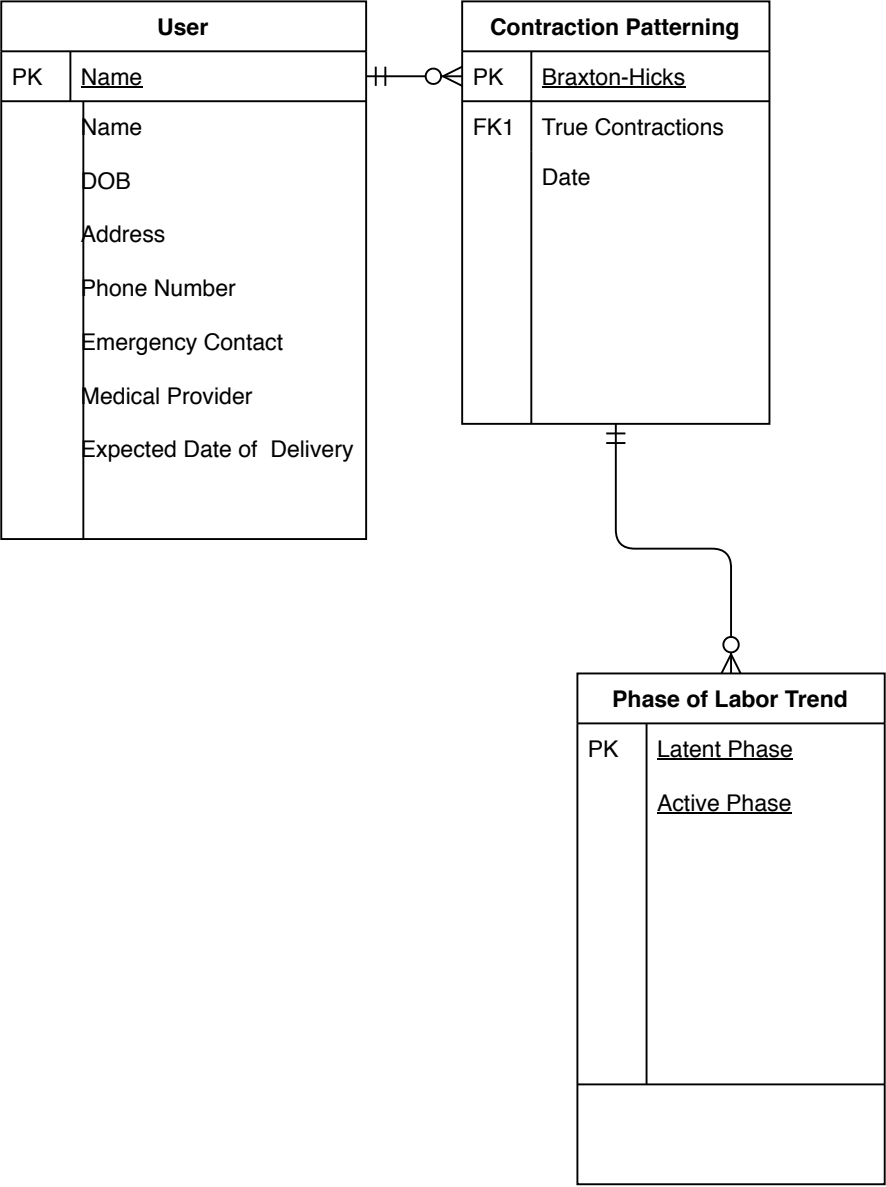 User
PK Name
Name
DOB
Address
Phone Number
Emergency Contact
Medical Provider
Expected Date of  Delivery
Contraction Patterning
PK Braxton-Hicks
FK1 True Contractions
Date
Phase of Labor Trend
PK Latent Phase
Active Phase